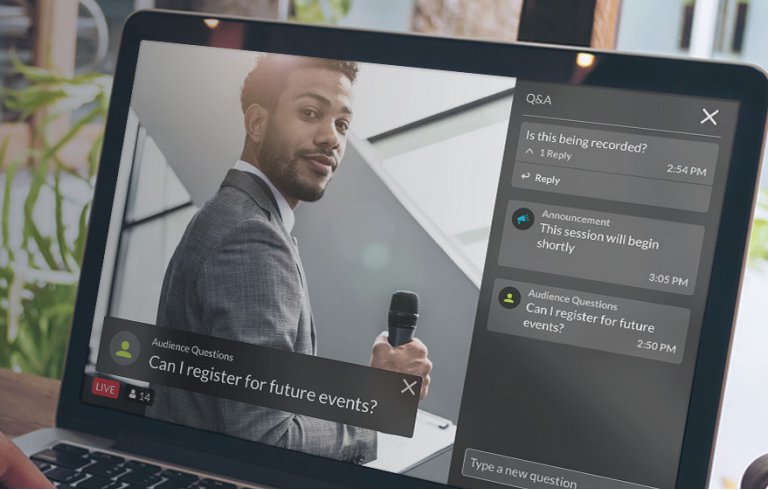 Q&A
Is this being recorded?
1 Reply
2:54 PM
Reply
Announcement
This session will begin
shortly
3:05 PM
Audience Questions
Can I register for future
events?
2:50 PM
Type a new question
Audience Questions
Can I register for future events?
LIVE
14